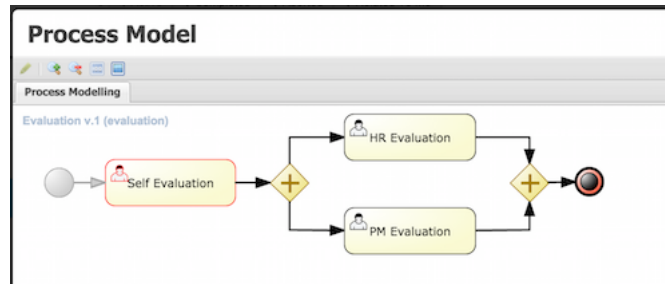 Process Model
Process Modelling
Evaluation v.1 (evaluation)
HR Evaluation
Self Evaluation
PM Evaluation